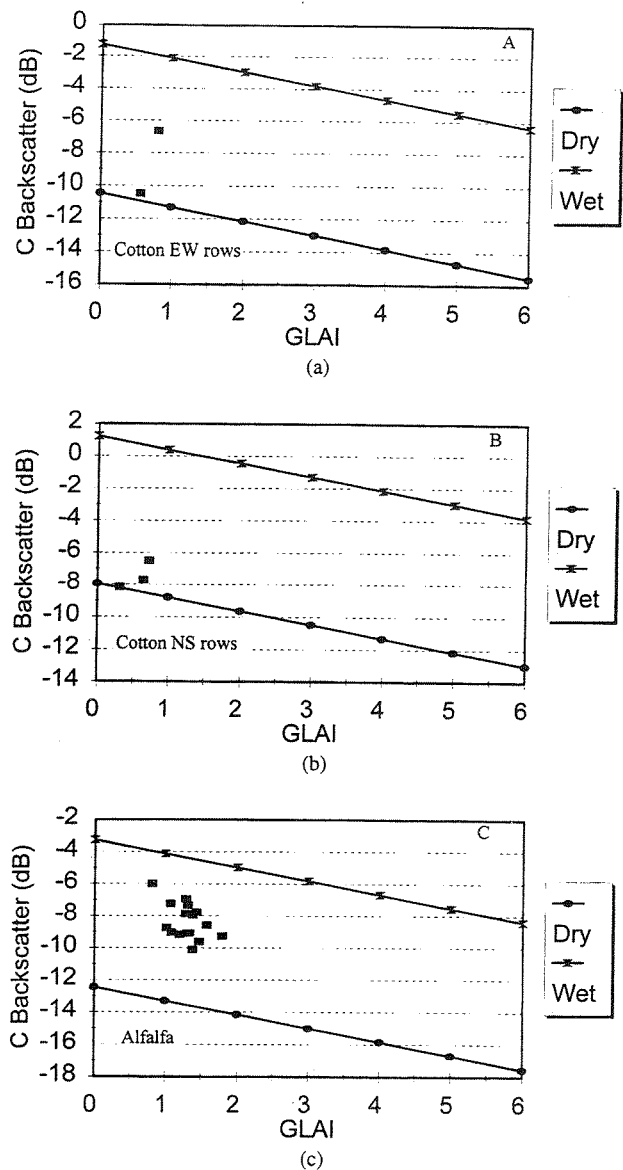 0
-2
-4
-6
-8
-10
-12
-14
-16
C Backscatter (dB)
A
Cotton EW rows
0 1 2 3 4 5 6
GLAI
Dry
Wet
(a)
2
0
-2
-4
-6
-8
-10
-12
-14
C Backscatter (dB)
B
Cotton NS rows
0 1 2 3 4 5 6
GLAI
Dry
Wet
(b)
-2
-4
-6
-8
-10
-12
-14
-16
-18
C Backscatter (dB)
C
Alfalfa
0 1 2 3 4 5 6
GLAI
Dry
Wet
(c)